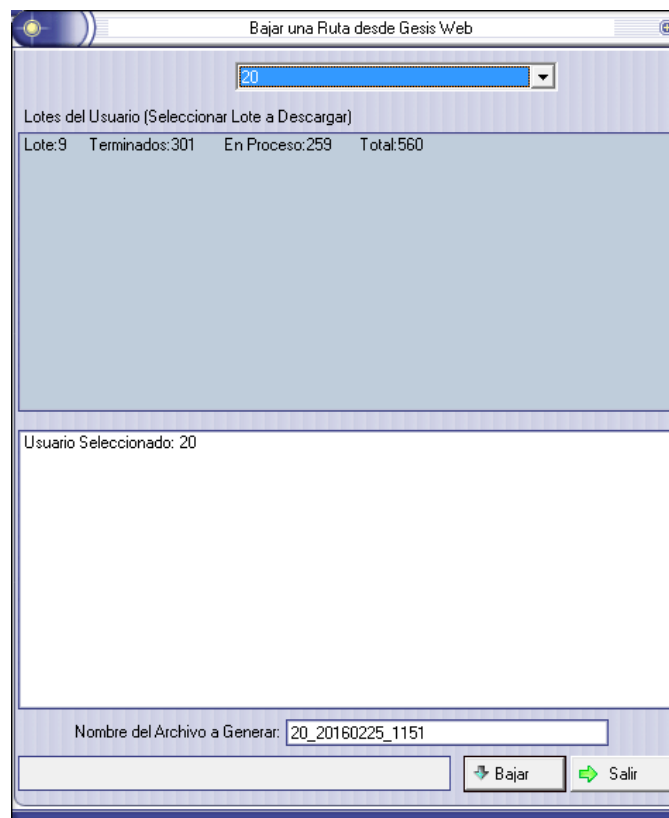 Bajar una Ruta desde Gesis Web
20
Lotes del Usuario (Seleccionar Lote a Descargar)
Lote:9 Terminados:301 En Proceso:259 Total:560
Usuario Seleccionado: 20
Nombre del Archivo a Generar: 20_20160225_1151
Bajar Salir